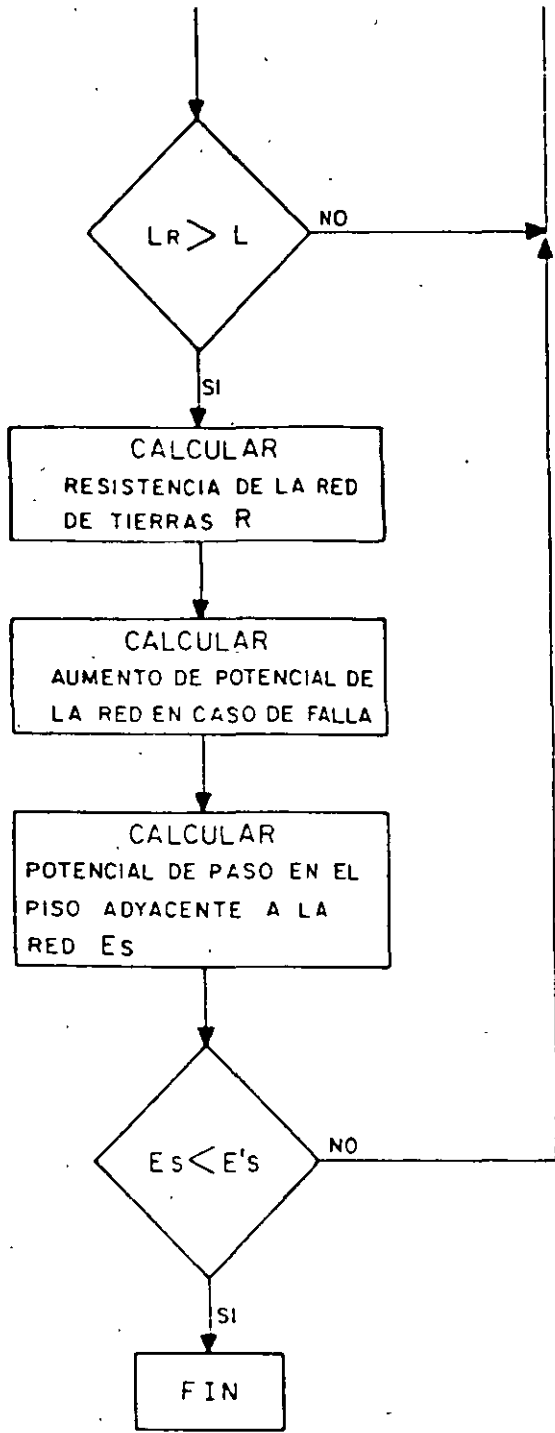 LR > L
NO
SI
CALCULAR
RESISTENCIA DE LA RED
DE TIERRAS R
CALCULAR
AUMENTO DE POTENCIAL DE
LA RED EN CASO DE FALLA
CALCULAR
POTENCIAL DE PASO EN EL
PISO ADYACENTE A LA
RED ES
ES < E'S
NO
SI
FIN